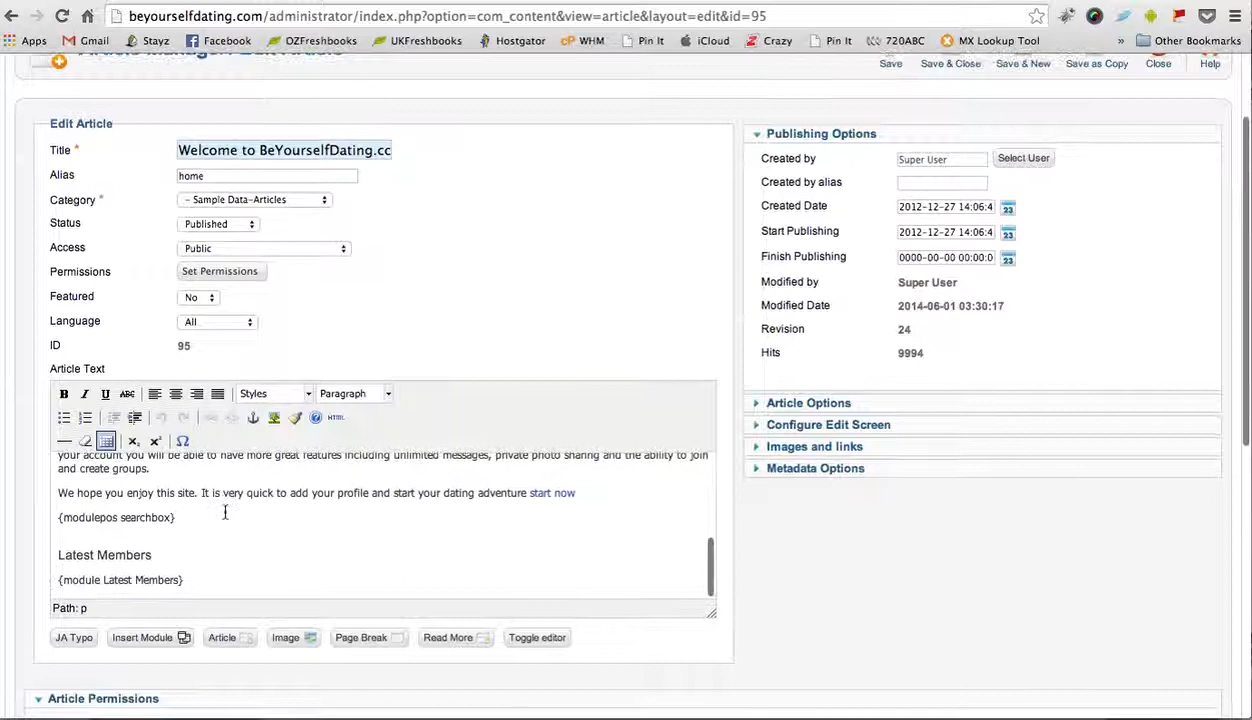 beyourselfdating.com/administrator/index.php?option=com_content&view=article&layout=edit&id=95
Apps Gmail Stayz Facebook OZFreshbooks UKFreshbooks Hostgator WHM Pin It iCloud Crazy Pin It 720ABC MX Lookup Tool » Other Bookmarks
Save Save & Close Save & New Save as Copy Close Help
Edit Article
Title * Welcome to BeYourselfDating.cc
Alias home
Category * - Sample Data-Articles
Status Published
Access Public
Permissions Set Permissions
Featured No
Language All
ID 95
Article Text
B I U ABC Styles Paragraph
HTML
your account you will be able to have more great features including unlimited messages, private photo sharing and the ability to join
and create groups.
We hope you enjoy this site. It is very quick to add your profile and start your dating adventure start now
{modulepos searchbox}
Latest Members
{module Latest Members}
Path: p
JA Typo Insert Module Article Image Page Break Read More Toggle editor
Article Permissions
Publishing Options
Created by Super User Select User
Created by alias
Created Date 2012-12-27 14:06:4 23
Start Publishing 2012-12-27 14:06:4 23
Finish Publishing 0000-00-00 00:00:0 23
Modified by Super User
Modified Date 2014-06-01 03:30:17
Revision 24
Hits 9994
Article Options
Configure Edit Screen
Images and links
Metadata Options